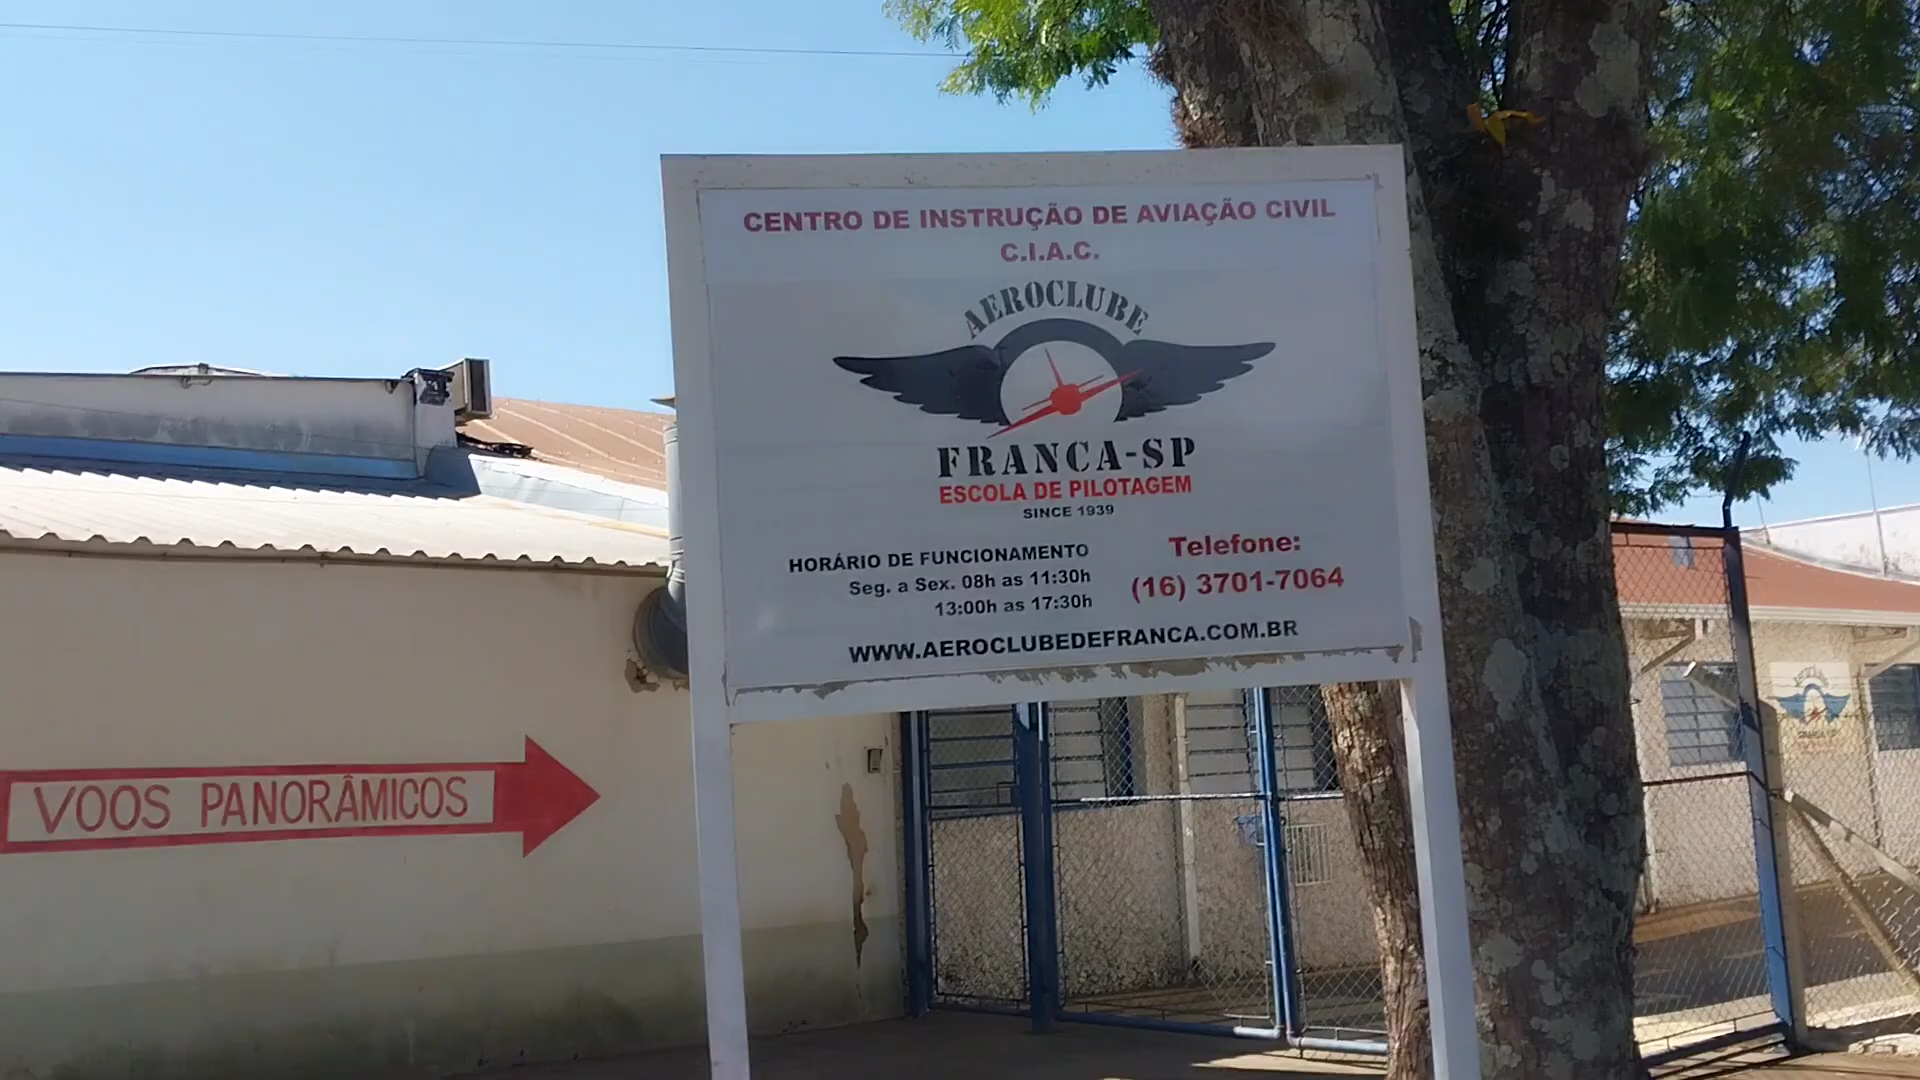 CENTRO DE INSTRUÇÃO DE AVIAÇÃO CIVIL
C.I.A.C.
AEROCLUBE
FRANCA-SP
ESCOLA DE PILOTAGEM
SINCE 1939
HORÁRIO DE FUNCIONAMENTO
Seg. a Sex. 08h as 11:30h
13:00h as 17:30h
Telefone:
(16) 3701-7064
WWW.AEROCLUBEDEFRANCA.COM.BR
VOOS PANORÂMICOS